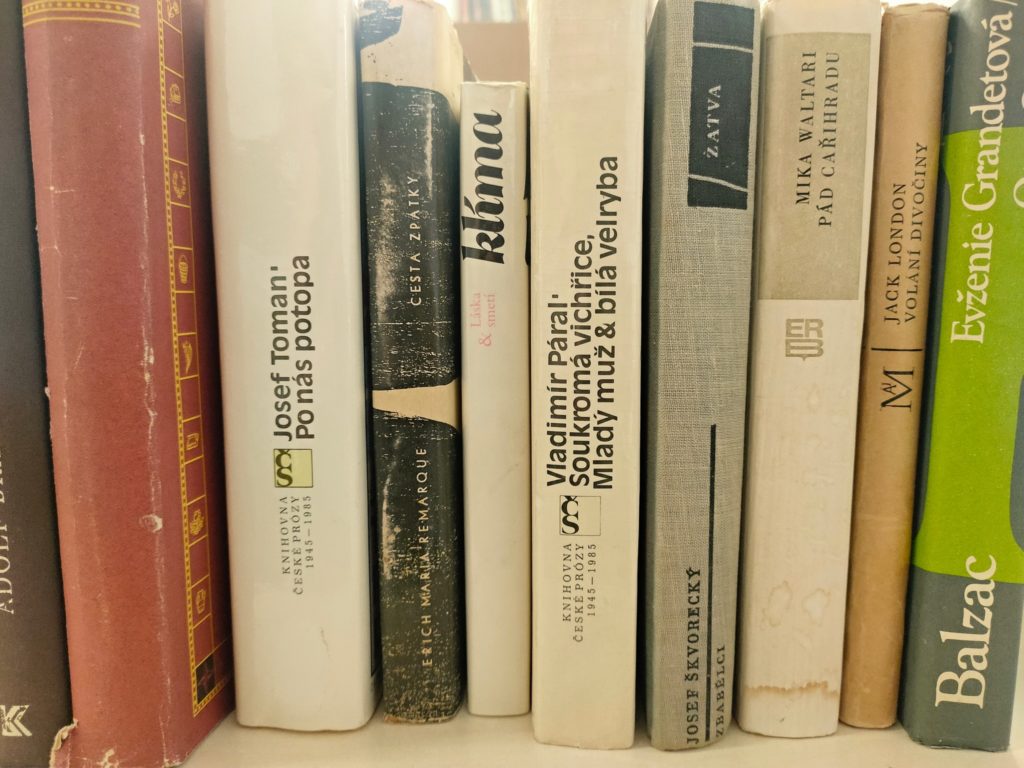 ADOLF
K
Josef Toman'
Po nás potopa
KNIHOVNA
ČESKÉ PRÓZY
1945–1985
ERICH MARIA REMARQUE
CESTA ZPÁTKY
klíma
Láska
& smetí
Vladimír Páral'
Soukromá vichřice,
Mladý muž & bílá velryba
KNIHOVNA
ČESKÉ PRÓZY
1945–1985
ŽATVA
JOSEF ŠKVORECKÝ
ZBABĚLCI
MIKA WALTARI
PÁD CAŘIHRADU
JACK LONDON
VOLÁNÍ DIVOČINY
Balzac
Evženie Grandetová /